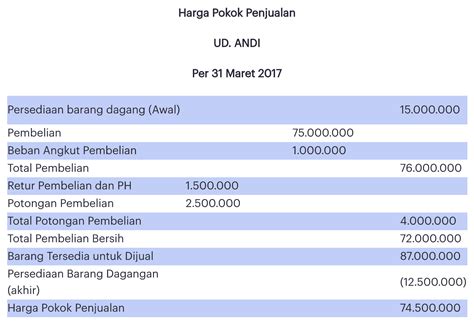 Harga Pokok Penjualan
UD. ANDI
Per 31 Maret 2017
Persediaan barang dagang (Awal) 15.000.000
Pembelian 75.000.000
Beban Angkut Pembelian 1.000.000
Total Pembelian 76.000.000
Retur Pembelian dan PH 1.500.000
Potongan Pembelian 2.500.000
Total Potongan Pembelian 4.000.000
Total Pembelian Bersih 72.000.000
Barang Tersedia untuk Dijual 87.000.000
Persediaan Barang Dagangan
(akhir) (12.500.000)
Harga Pokok Penjualan 74.500.000